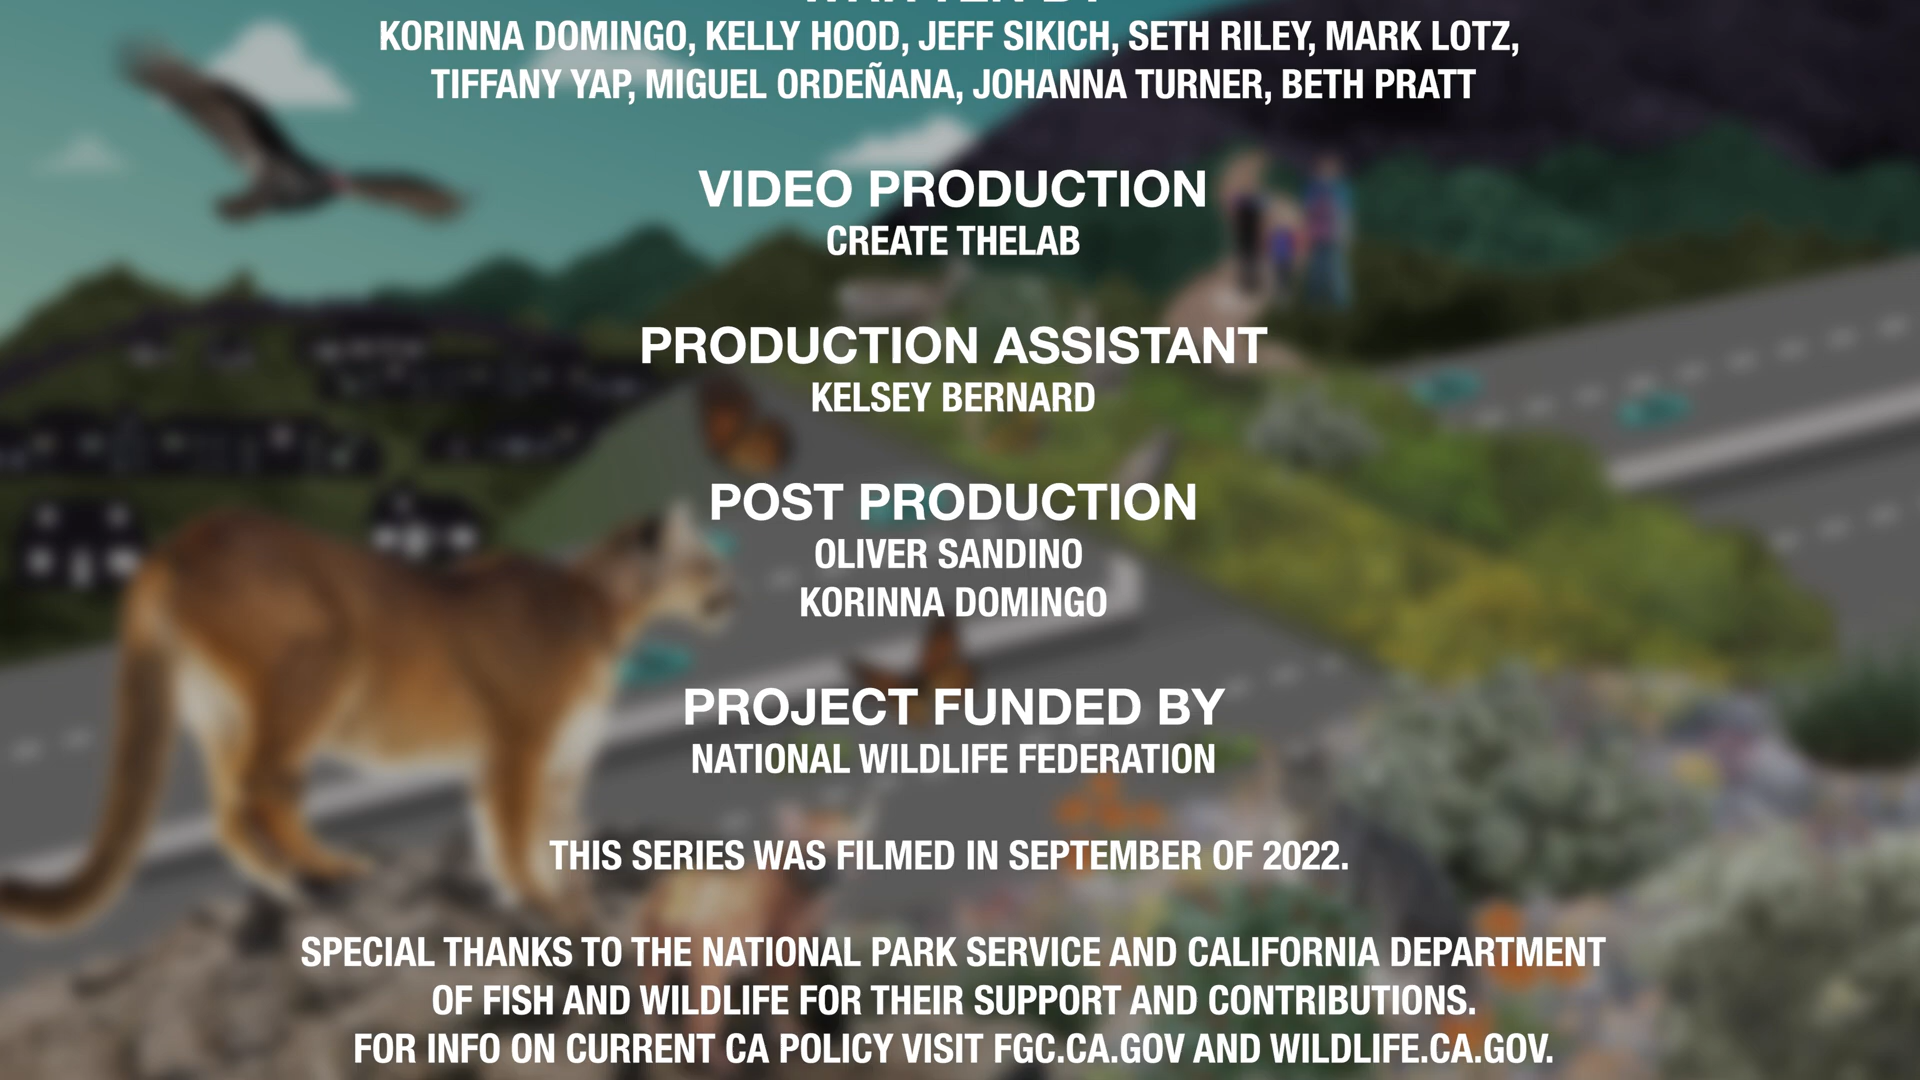 KORINNA DOMINGO, KELLY HOOD, JEFF SIKICH, SETH RILEY, MARK LOTZ,
TIFFANY YAP, MIGUEL ORDEÑANA, JOHANNA TURNER, BETH PRATT
VIDEO PRODUCTION
CREATE THELAB
PRODUCTION ASSISTANT
KELSEY BERNARD
POST PRODUCTION
OLIVER SANDINO
KORINNA DOMINGO
PROJECT FUNDED BY
NATIONAL WILDLIFE FEDERATION
THIS SERIES WAS FILMED IN SEPTEMBER OF 2022.
SPECIAL THANKS TO THE NATIONAL PARK SERVICE AND CALIFORNIA DEPARTMENT
OF FISH AND WILDLIFE FOR THEIR SUPPORT AND CONTRIBUTIONS.
FOR INFO ON CURRENT CA POLICY VISIT FGC.CA.GOV AND WILDLIFE.CA.GOV.